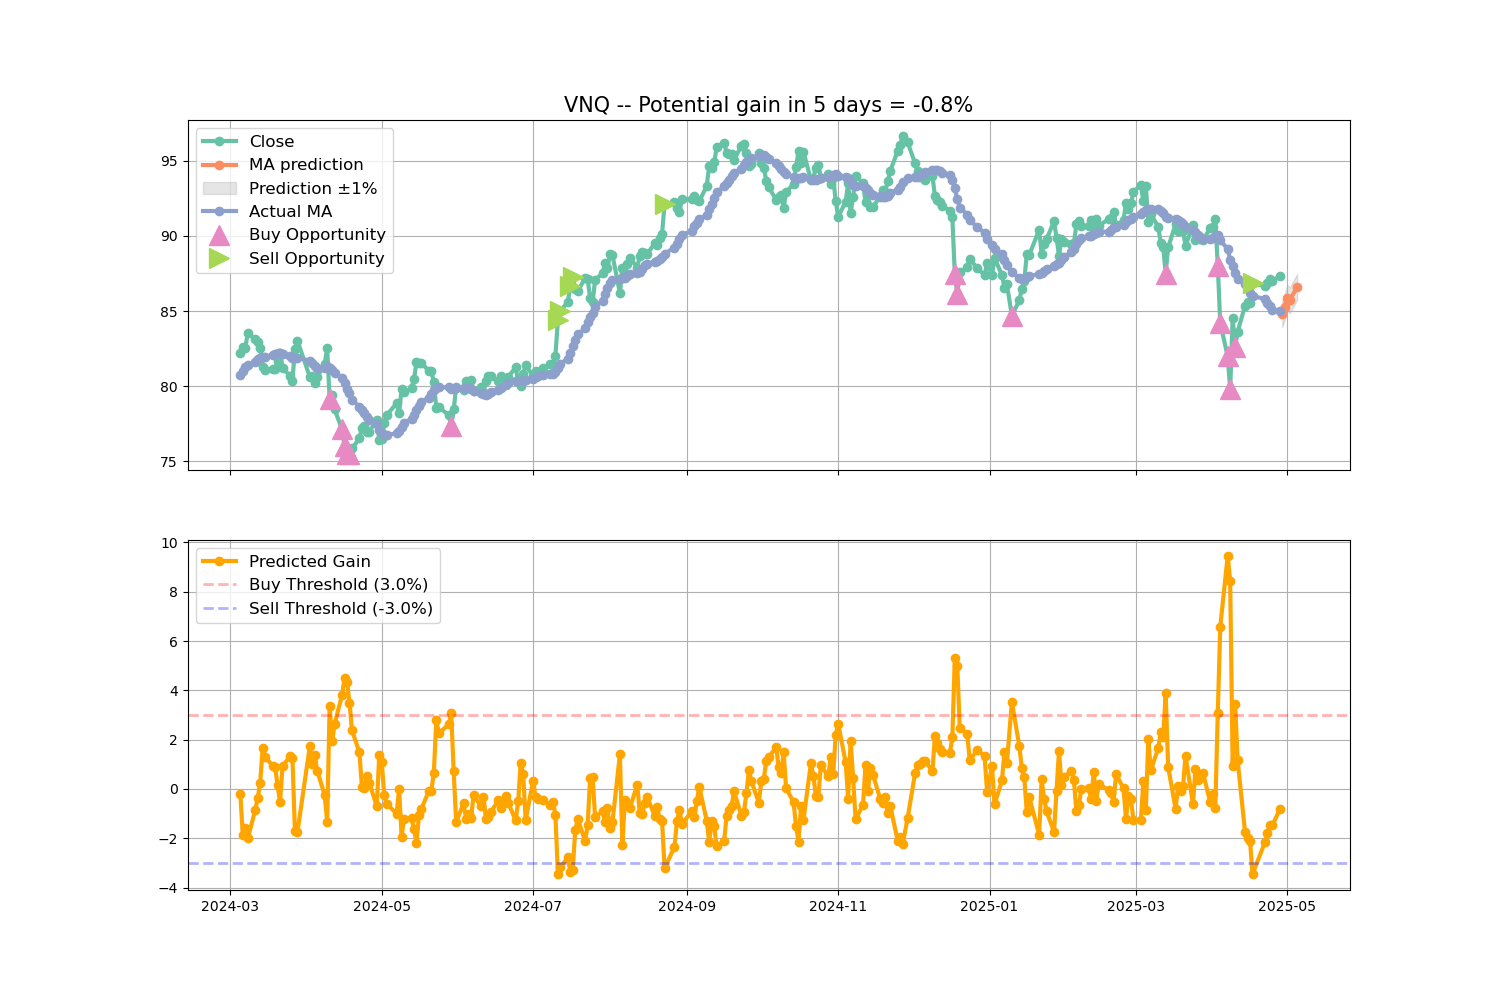 VNQ -- Potential gain in 5 days = -0.8%
Close
MA prediction
Prediction ±1%
Actual MA
Buy Opportunity
Sell Opportunity
95
90
85
80
75
Predicted Gain
Buy Threshold (3.0%)
Sell Threshold (-3.0%)
10
8
6
4
2
0
−2
−4
2024-03 2024-05 2024-07 2024-09 2024-11 2025-01 2025-03 2025-05